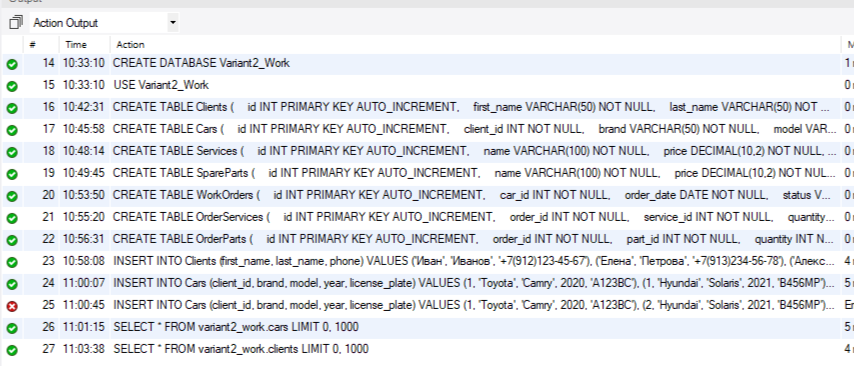 Output
Action Output
# Time Action M
14 10:33:10 CREATE DATABASE Variant2_Work 1
15 10:33:10 USE Variant2_Work 0
16 10:42:31 CREATE TABLE Clients ( id INT PRIMARY KEY AUTO_INCREMENT, first_name VARCHAR(50) NOT NULL, last_name VARCHAR(50) NOT ... 0
17 10:45:58 CREATE TABLE Cars ( id INT PRIMARY KEY AUTO_INCREMENT, client_id INT NOT NULL, brand VARCHAR(50) NOT NULL, model VAR... 0
18 10:48:14 CREATE TABLE Services ( id INT PRIMARY KEY AUTO_INCREMENT, name VARCHAR(100) NOT NULL, price DECIMAL(10,2) NOT NULL, ... 0
19 10:49:45 CREATE TABLE SpareParts ( id INT PRIMARY KEY AUTO_INCREMENT, name VARCHAR(100) NOT NULL, price DECIMAL(10,2) NOT NUL... 0
20 10:53:50 CREATE TABLE WorkOrders ( id INT PRIMARY KEY AUTO_INCREMENT, car_id INT NOT NULL, order_date DATE NOT NULL, status V... 0
21 10:55:20 CREATE TABLE OrderServices ( id INT PRIMARY KEY AUTO_INCREMENT, order_id INT NOT NULL, service_id INT NOT NULL, quantity... 0
22 10:56:31 CREATE TABLE OrderParts ( id INT PRIMARY KEY AUTO_INCREMENT, order_id INT NOT NULL, part_id INT NOT NULL, quantity INT N... 0
23 10:58:08 INSERT INTO Clients (first_name, last_name, phone) VALUES ('Иван', 'Иванов', '+7(912)123-45-67'), ('Елена', 'Петрова', '+7(913)234-56-78'), ('Алекс... 4
24 11:00:07 INSERT INTO Cars (client_id, brand, model, year, license_plate) VALUES (1, 'Toyota', 'Camry', 2020, 'A123BC'), (1, 'Hyundai', 'Solaris', 2021, 'B456MP')... 5
25 11:00:45 INSERT INTO Cars (client_id, brand, model, year, license_plate) VALUES (1, 'Toyota', 'Camry', 2020, 'A123BC'), (2, 'Hyundai', 'Solaris', 2021, 'B456MP')... Er
26 11:01:15 SELECT * FROM variant2_work.cars LIMIT 0, 1000 5
27 11:03:38 SELECT * FROM variant2_work.clients LIMIT 0, 1000 4